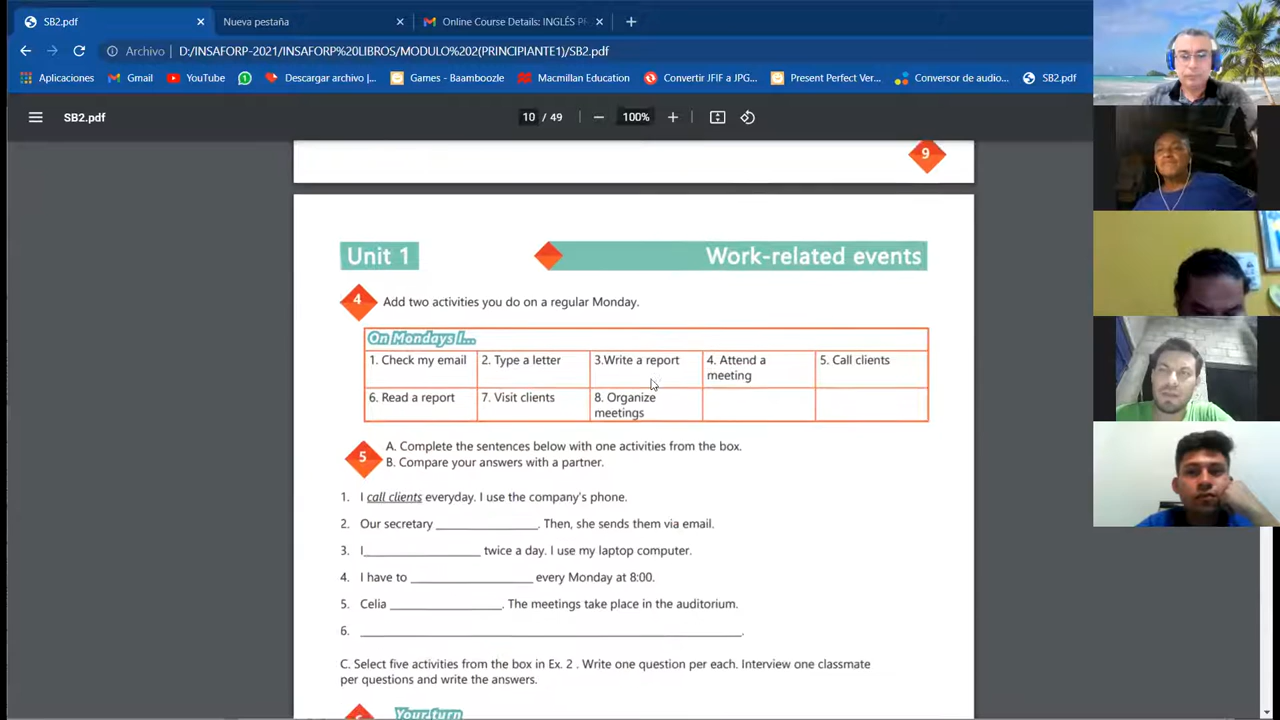 SB2.pdf
Nueva pestaña
Online Course Details: INGLÉS P
Archivo D:/INSAFORP-2021/INSAFORP%20LIBROS/MODULO%202(PRINCIPIANTE1)/SB2.pdf
Aplicaciones Gmail YouTube Descargar archivo |... Games - Baamboozle Macmillan Education Convertir JFIF a JPG... Present Perfect Ver... Conversor de audio... SB2.pdf
SB2.pdf 10 / 49 100%
9
Unit 1 Work-related events
4 Add two activities you do on a regular Monday.
On Mondays I...
1. Check my email 2. Type a letter 3.Write a report 4. Attend a meeting 5. Call clients
6. Read a report 7. Visit clients 8. Organize meetings
5 A. Complete the sentences below with one activities from the box.
B. Compare your answers with a partner.
1. I call clients everyday. I use the company's phone.
2. Our secretary ________________. Then, she sends them via email.
3. I__________________ twice a day. I use my laptop computer.
4. I have to ___________________ every Monday at 8:00.
5. Celia _________________. The meetings take place in the auditorium.
6. ____________________________________________________________.
C. Select five activities from the box in Ex. 2 . Write one question per each. Interview one classmate
per questions and write the answers.
Your turn